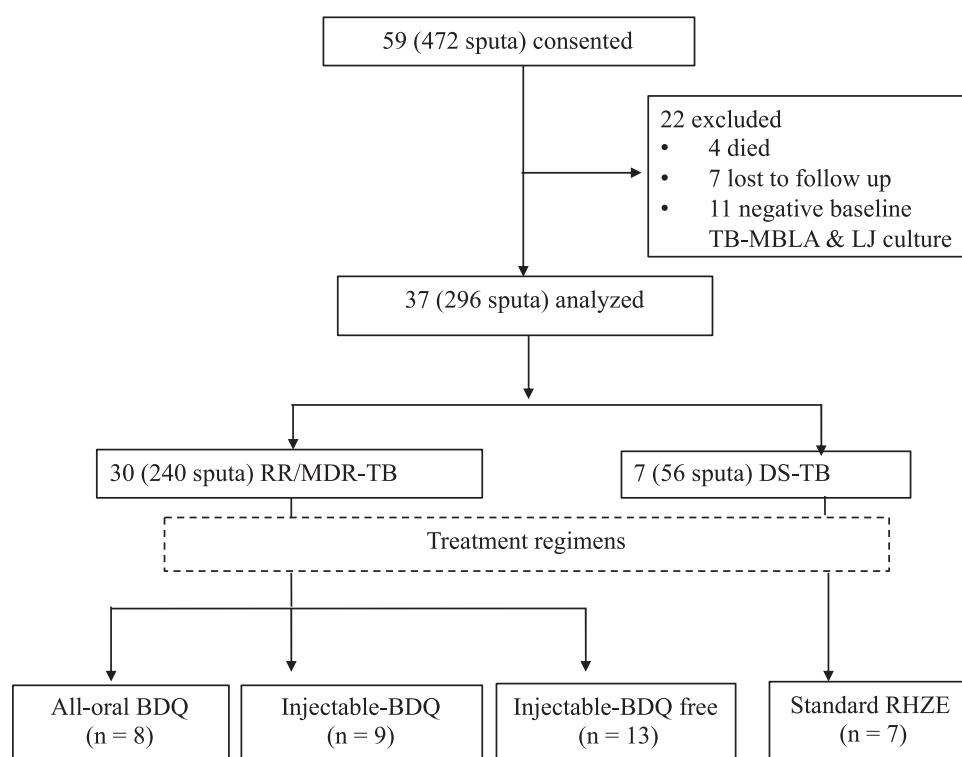 59 (472 sputa) consented
22 excluded
• 4 died
• 7 lost to follow up
• 11 negative baseline
TB-MBLA & LJ culture
37 (296 sputa) analyzed
30 (240 sputa) RR/MDR-TB
7 (56 sputa) DS-TB
Treatment regimens
All-oral BDQ
(n = 8)
Injectable-BDQ
(n = 9)
Injectable-BDQ free
(n = 13)
Standard RHZE
(n = 7)